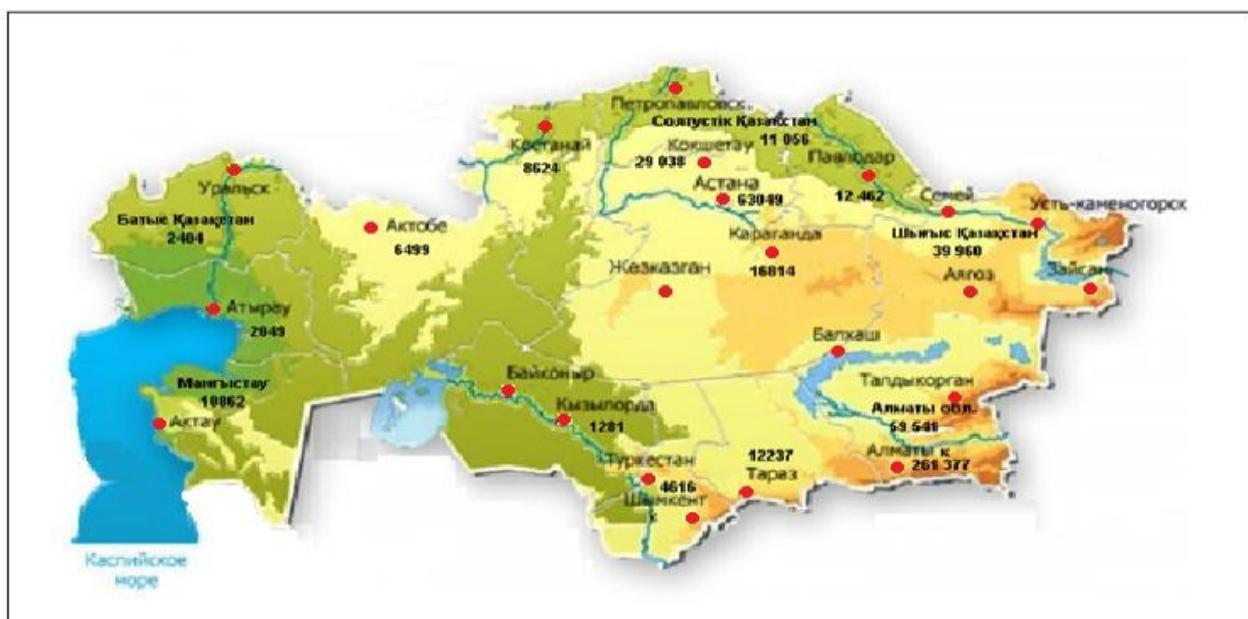 Петропавловск
Солтүстік Қазақстан
11 056
Костанай
8624
Кокшетау
29 038
Павлодар
12 462
Астана
63049
Семей
Усть-каменогорск
Шығыс Қазақстан
39 960
Уральск
Батыс Қазақстан
2404
Актобе
6499
Караганда
16814
Жезказган
Аягоз
Зайсан
Атырау
2049
Балхаш
Маңғыстау
10862
Байконыр
Талдыкорган
Актау
Кызылорда
1281
Алматы обл.
Туркестан
4616
12237
Тараз
Алматы к
261 377
Шымкент
к
Каспийское
море